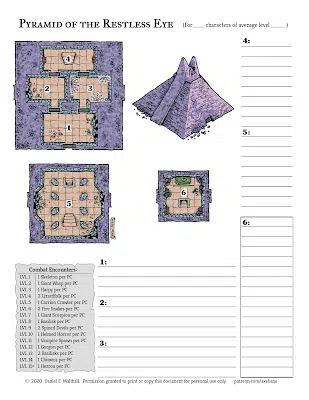 Pyramid of the Restless Eye (For ____ characters of average level ____ )
4:
4
2
3
1
5:
5
6
6:
1:
Combat Encounters:
LVL 1 1 Skeleton per PC
LVL 2 1 Giant Wasp per PC
LVL 3 1 Harpy per PC
LVL 4 2 Lizardfolk per PC
LVL 5 1 Carrion Crawler per PC
LVL 6 2 Fire Snakes per PC
LVL 7 1 Giant Scorpion per PC
LVL 8 1 Basilisk per PC
LVL 9 2 Spined Devils per PC
LVL 10 1 Helmed Horror per PC
LVL 11 1 Vampire Spawn per PC
LVL 12 1 Gorgon per PC
LVL 13 2 Basilisks per PC
LVL 14 1 Chimera per PC
LVL 15+ 1 Hezrou per PC
2:
3:
© 2020 Daniel F. Walthall. Permission granted to print or copy this document for personal use only. patreon.com/axebane